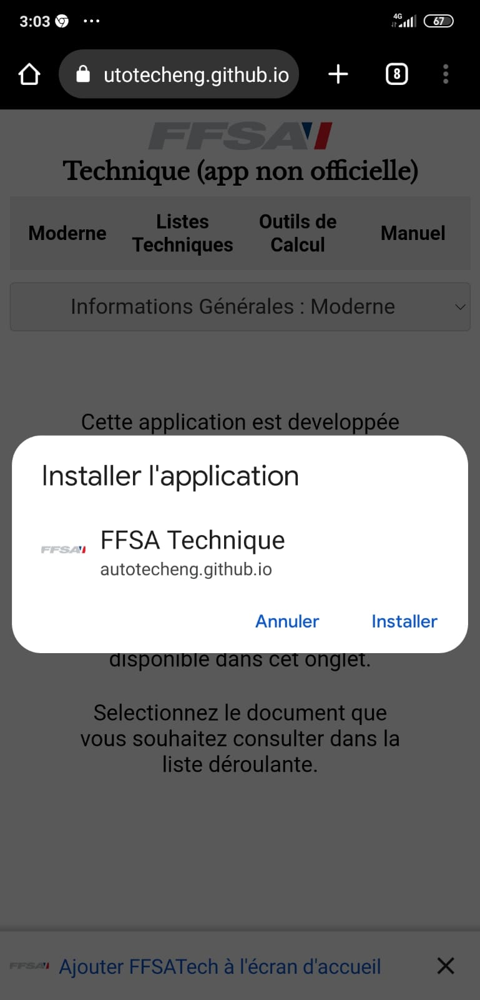 3:03
4G
67
utotecheng.github.io
8
FFSA
Technique (app non officielle)
Moderne
Listes
Techniques
Outils de
Calcul
Manuel
Informations Générales : Moderne
Cette application est developpée
Installer l'application
FFSA
FFSA Technique
autotecheng.github.io
Annuler
Installer
disponible dans cet onglet.
Selectionnez le document que
vous souhaitez consulter dans la
liste déroulante.
FFSA
Ajouter FFSATech à l'écran d'accueil